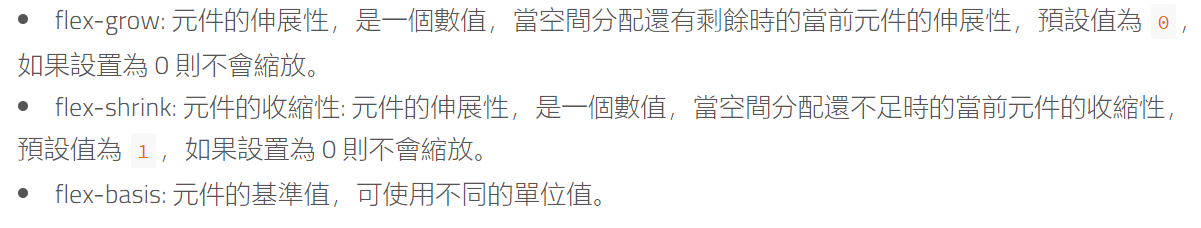 • flex-grow: 元件的伸展性，是一個數值，當空間分配還有剩餘時的當前元件的伸展性，預設值為 0 ，
如果設置為 0 則不會縮放。
• flex-shrink: 元件的收縮性: 元件的伸展性，是一個數值，當空間分配還不足時的當前元件的收縮性，
預設值為 1 ，如果設置為 0 則不會縮放。
• flex-basis: 元件的基準值，可使用不同的單位值。